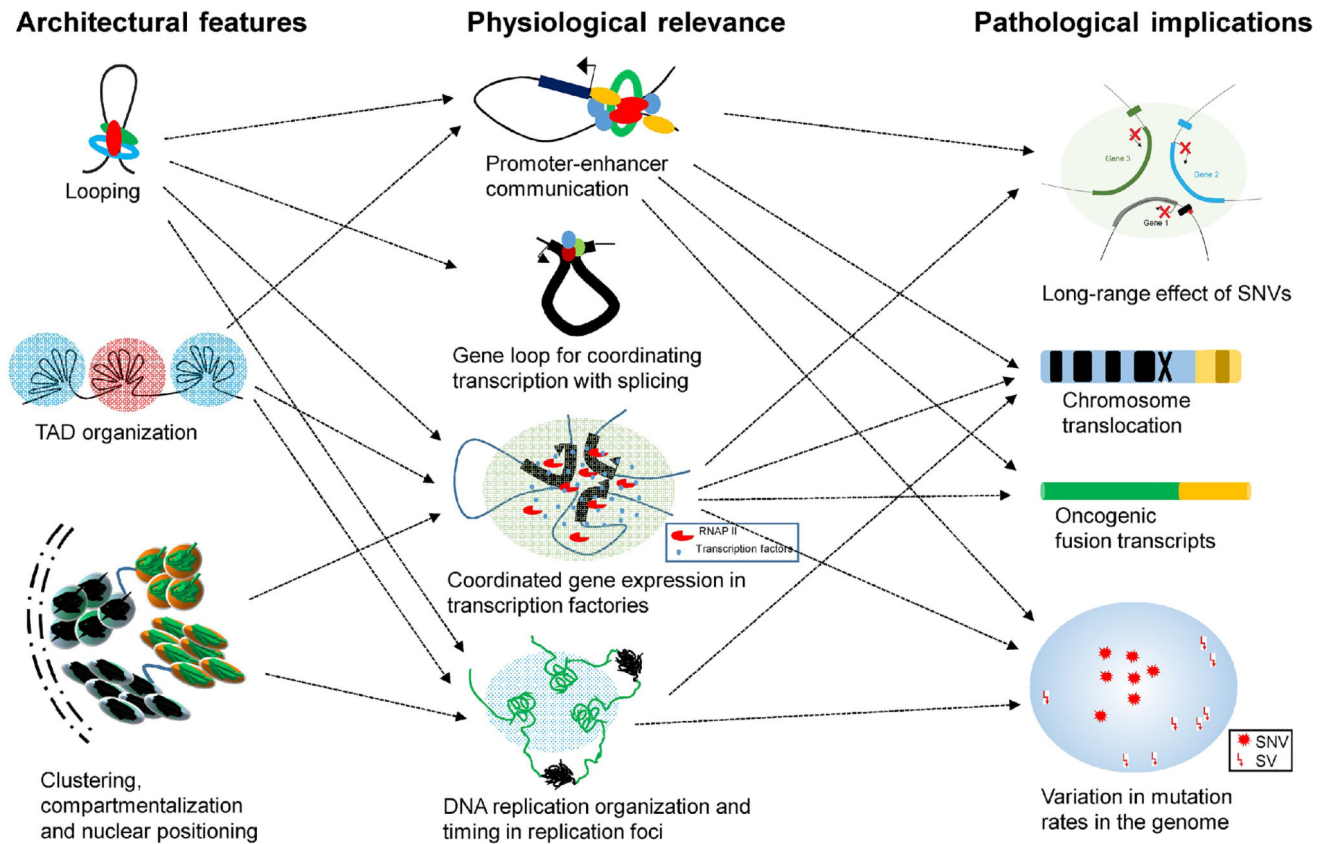 Architectural features
Physiological relevance
Pathological implications
Looping
TAD organization
Clustering,
compartmentalization
and nuclear positioning
Promoter-enhancer
communication
Gene loop for coordinating
transcription with splicing
RNAP II
Transcription factors
Coordinated gene expression in
transcription factories
DNA replication organization and
timing in replication foci
Gene 3
Gene 2
Gene 1
Long-range effect of SNVs
Chromosome
translocation
Oncogenic
fusion transcripts
SNV
SV
Variation in mutation
rates in the genome